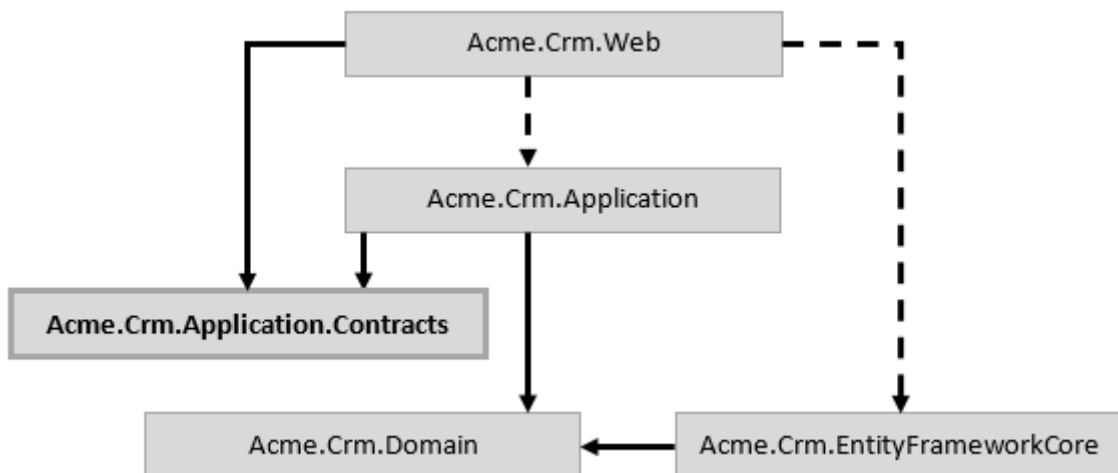 Acme.Crm.Web
Acme.Crm.Application
Acme.Crm.Application.Contracts
Acme.Crm.Domain
Acme.Crm.EntityFrameworkCore